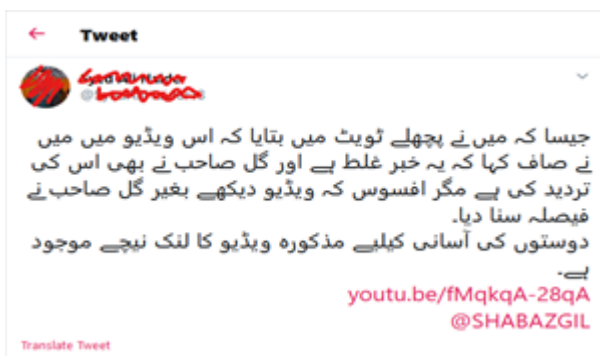 Tweet
جیسا کہ میں نے پچھلے ٹویٹ میں بتایا کہ اس ویڈیو میں میں
نے صاف کہا کہ یہ خبر غلط ہے اور گل صاحب نے بھی اس کی
تردید کی ہے مگر افسوس کہ ویڈیو دیکھے بغیر گل صاحب نے
فیصلہ سنا دیا۔
دوستوں کی آسانی کیلیے مذکورہ ویڈیو کا لنک نیچے موجود
ہے۔
youtu.be/fMqkqA-28qA
@SHABAZGIL
Translate Tweet